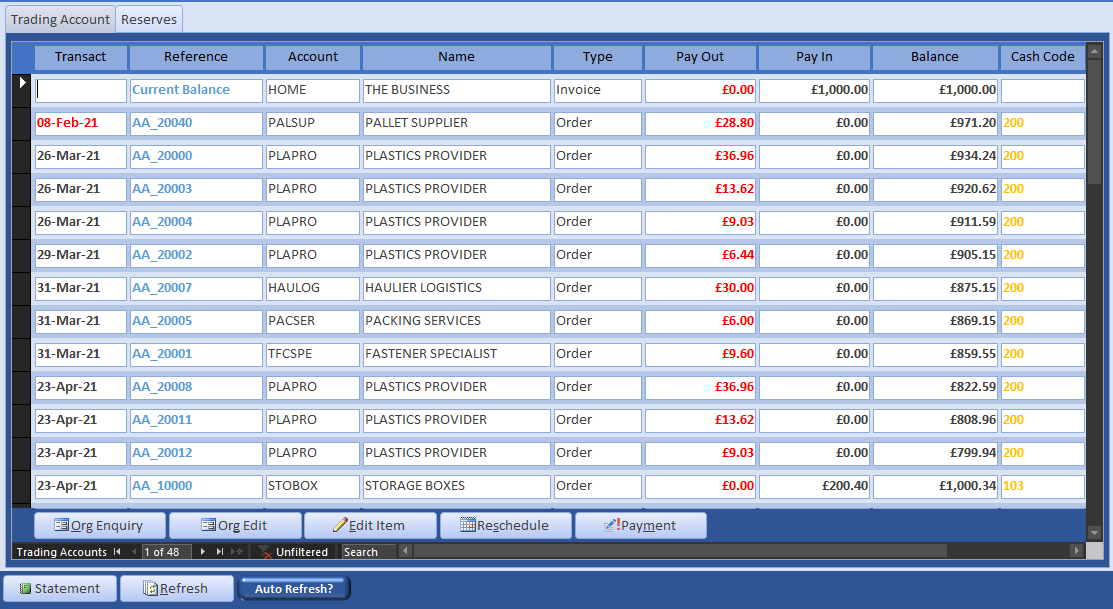 Trading Account Reserves
Transact Reference Account Name Type Pay Out Pay In Balance Cash Code
Current Balance HOME THE BUSINESS Invoice £0.00 £1,000.00 £1,000.00
08-Feb-21 AA_20040 PALSUP PALLET SUPPLIER Order £28.80 £0.00 £971.20 200
26-Mar-21 AA_20000 PLAPRO PLASTICS PROVIDER Order £36.96 £0.00 £934.24 200
26-Mar-21 AA_20003 PLAPRO PLASTICS PROVIDER Order £13.62 £0.00 £920.62 200
26-Mar-21 AA_20004 PLAPRO PLASTICS PROVIDER Order £9.03 £0.00 £911.59 200
29-Mar-21 AA_20002 PLAPRO PLASTICS PROVIDER Order £6.44 £0.00 £905.15 200
31-Mar-21 AA_20007 HAULOG HAULIER LOGISTICS Order £30.00 £0.00 £875.15 200
31-Mar-21 AA_20005 PACSER PACKING SERVICES Order £6.00 £0.00 £869.15 200
31-Mar-21 AA_20001 TFCSPE FASTENER SPECIALIST Order £9.60 £0.00 £859.55 200
23-Apr-21 AA_20008 PLAPRO PLASTICS PROVIDER Order £36.96 £0.00 £822.59 200
23-Apr-21 AA_20011 PLAPRO PLASTICS PROVIDER Order £13.62 £0.00 £808.96 200
23-Apr-21 AA_20012 PLAPRO PLASTICS PROVIDER Order £9.03 £0.00 £799.94 200
23-Apr-21 AA_10000 STOBOX STORAGE BOXES Order £0.00 £200.40 £1,000.34 103
Org Enquiry Org Edit Edit Item Reschedule Payment
Trading Accounts 1 of 48 Unfiltered Search
Statement Refresh Auto Refresh?